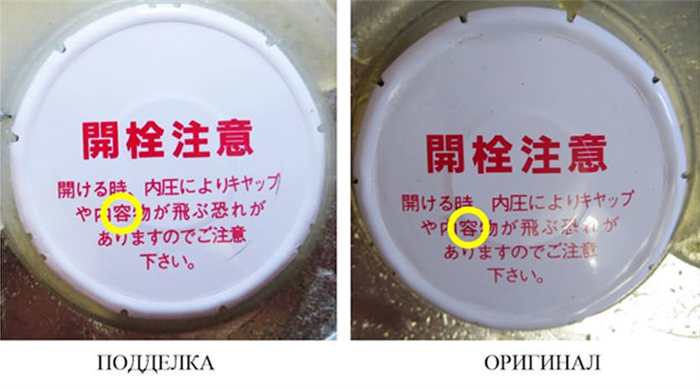 開栓注意
開ける時、内圧によりキャップ
や内容物が飛ぶ恐れが
ありますのでご注意
下さい。
開栓注意
開ける時、内圧によりキャップ
や内容物が飛ぶ恐れが
ありますのでご注意
下さい。
ПОДДЕЛКА
ОРИГИНАЛ